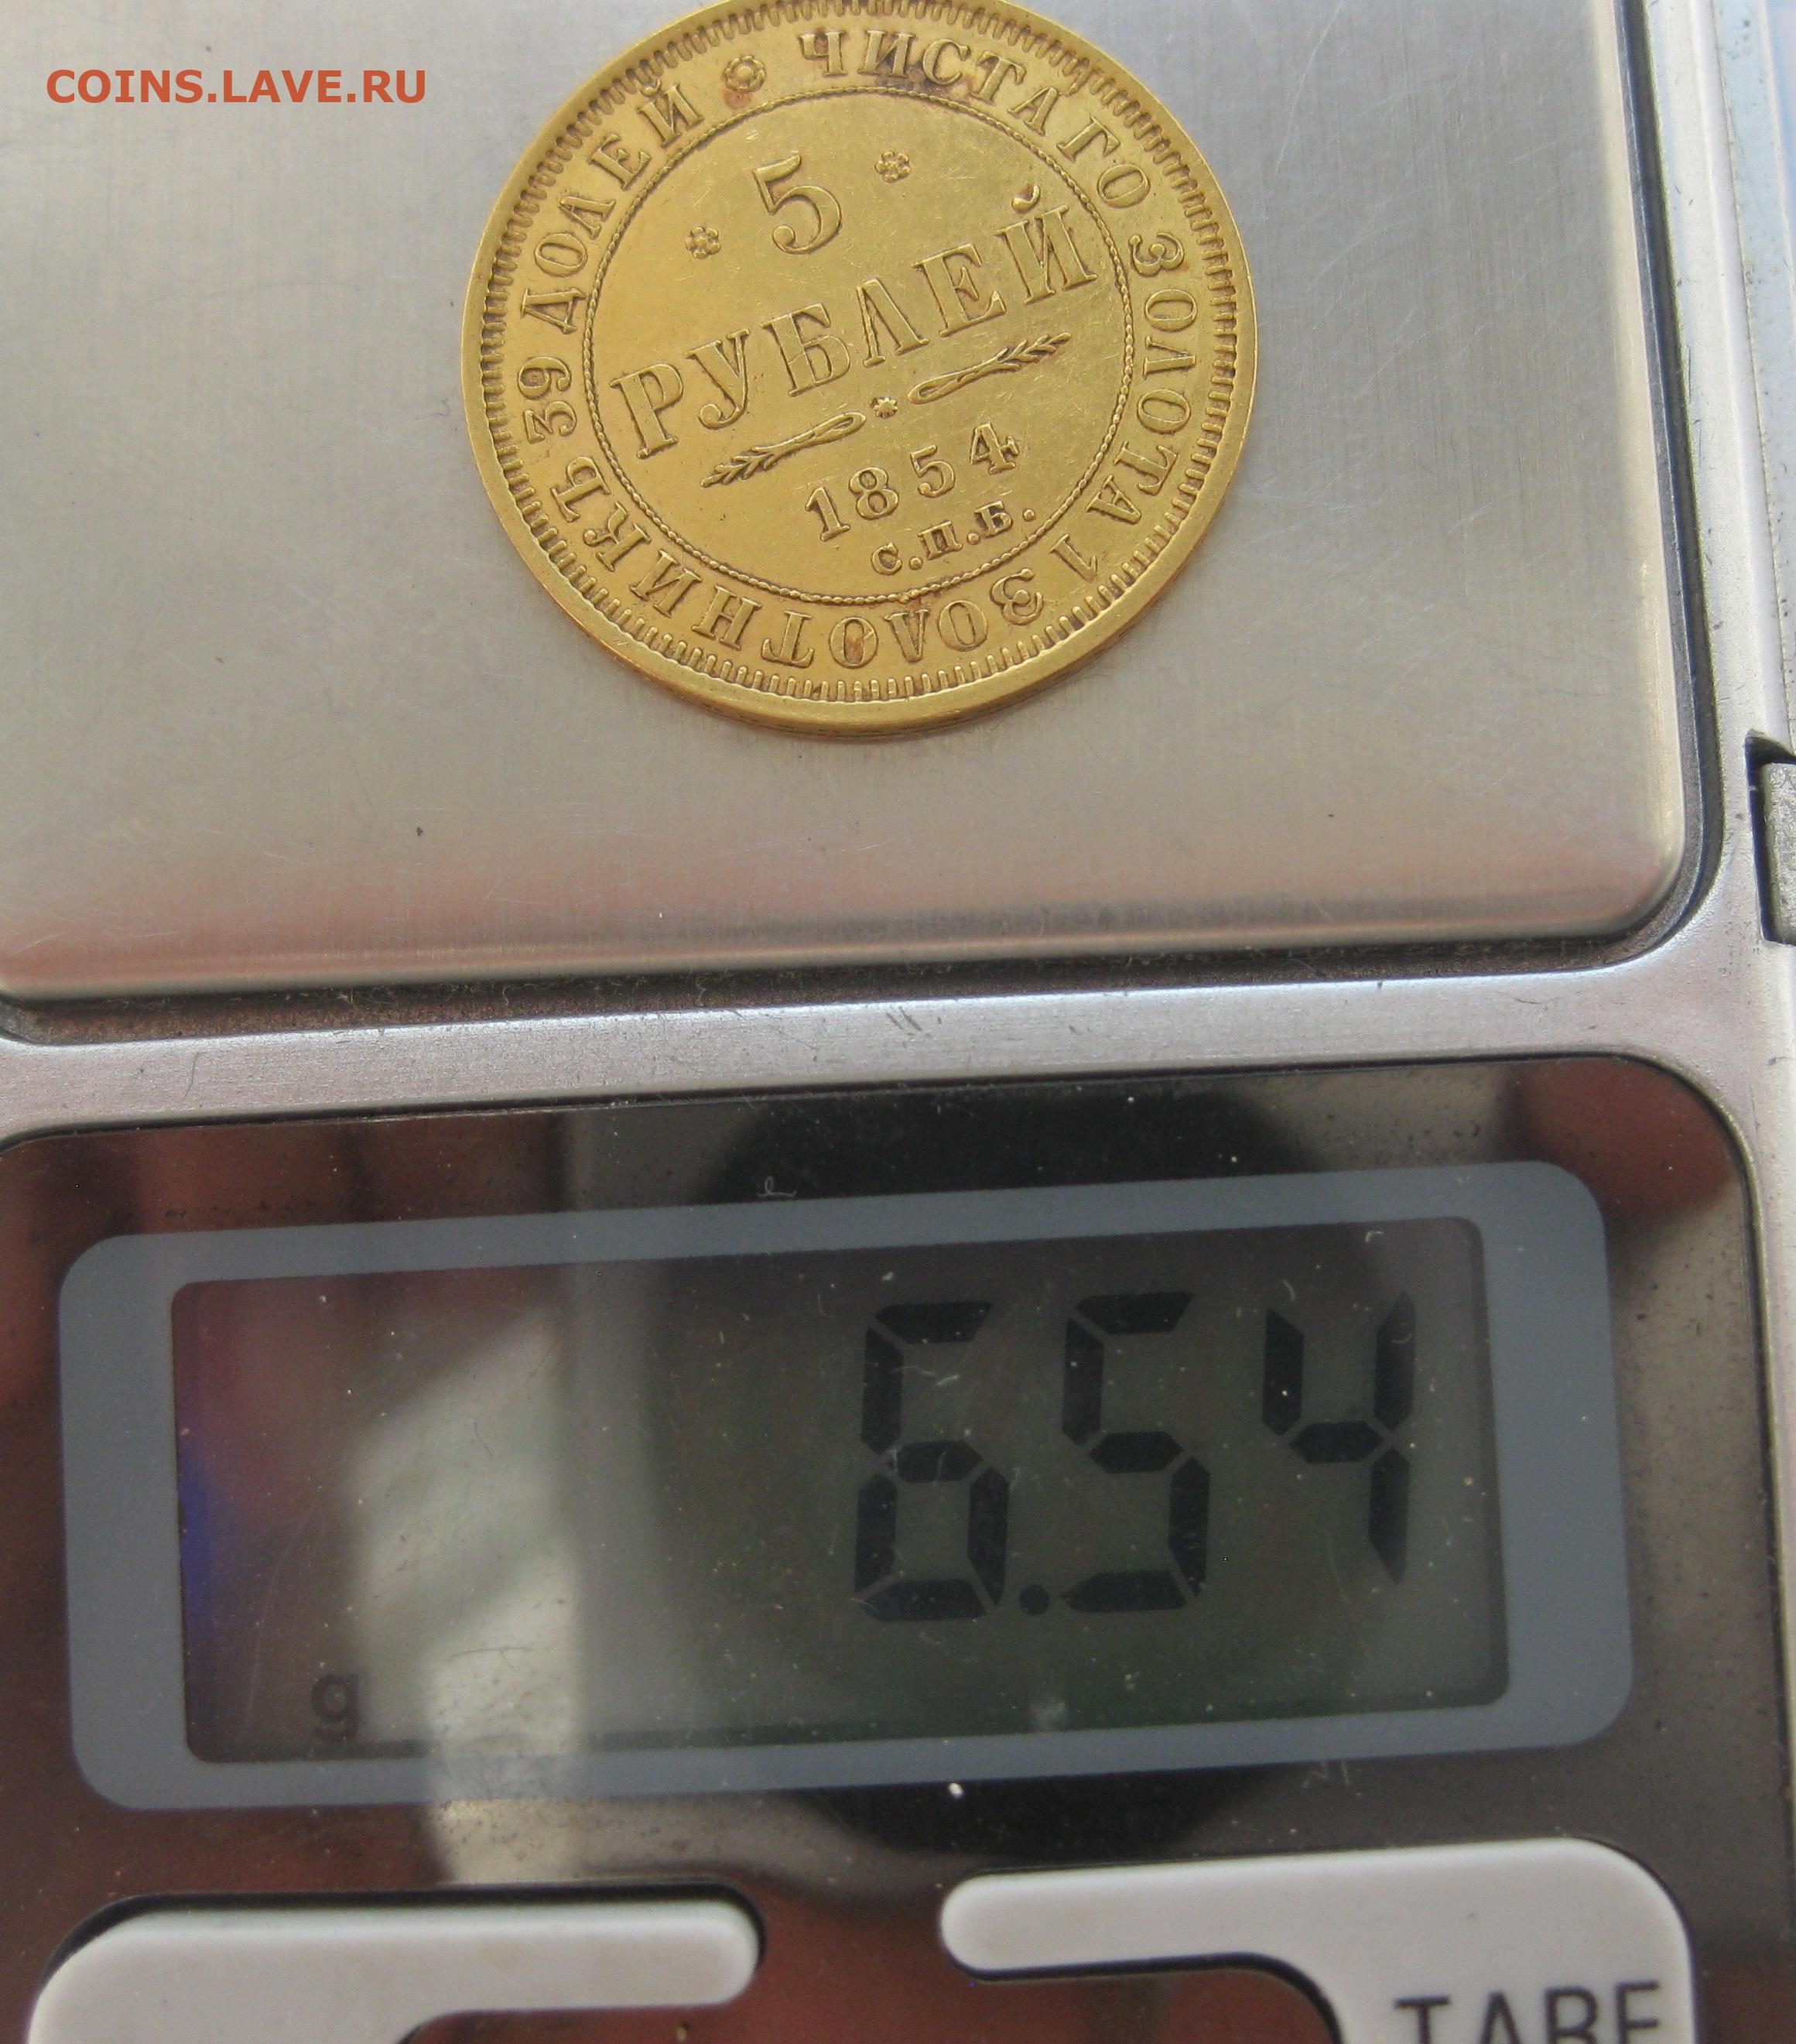 COINS.LAVE.RU
ЧИСТАГО ЗОЛОТА 1 ЗОЛОТНИКЪ 39 ДОЛЕЙ
5
РУБЛЕЙ
1854
С.П.Б.
6.54
g
TARE